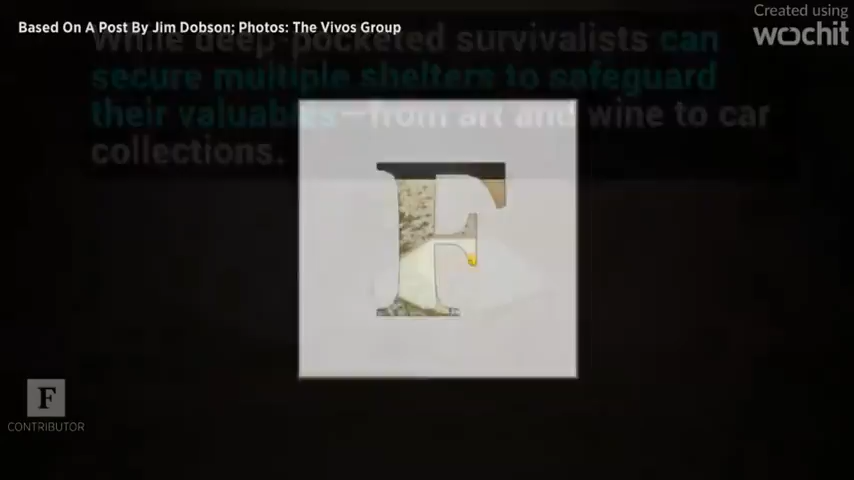 Based On A Post By Jim Dobson; Photos: The Vivos Group
Created using
wochit
While deep-pocketed survivalists can
secure multiple shelters to safeguard
their valuables—from art and wine to car
collections.
F
F
CONTRIBUTOR